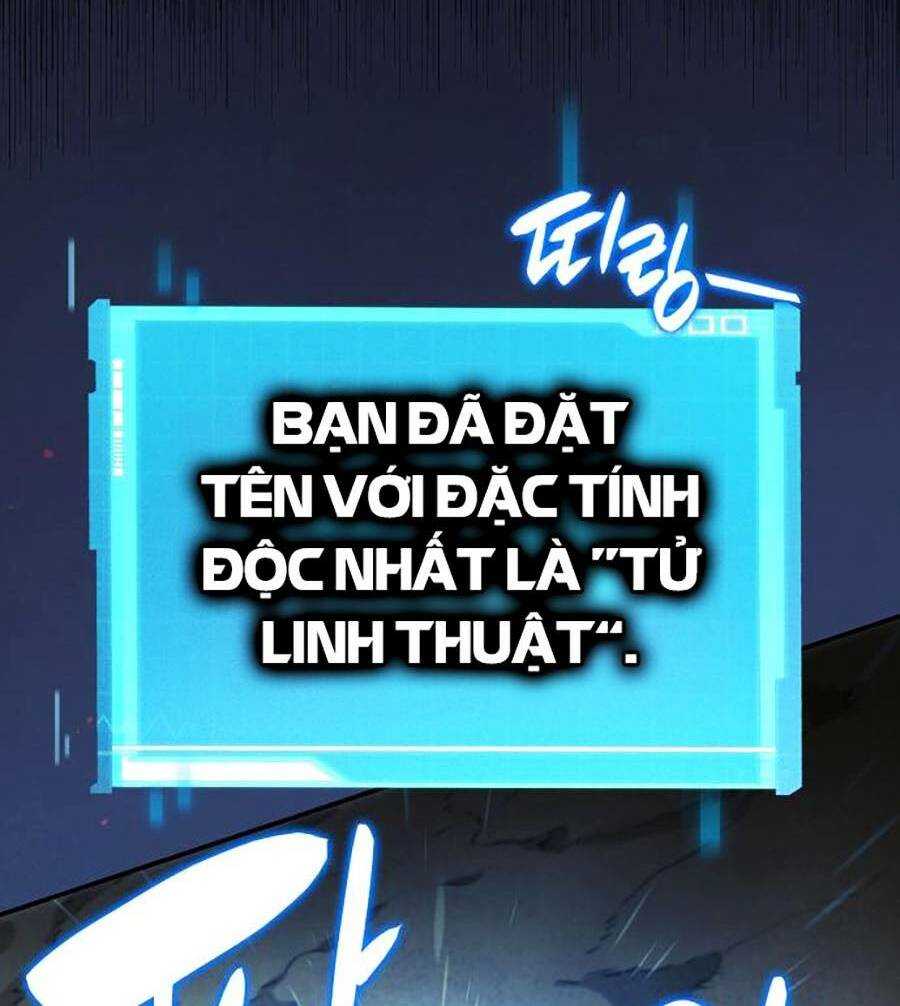 띠링
BẠN ĐÃ ĐẶT
TÊN VỚI ĐẶC TÍNH
ĐỘC NHẤT LÀ "TỬ
LINH THUẬT".